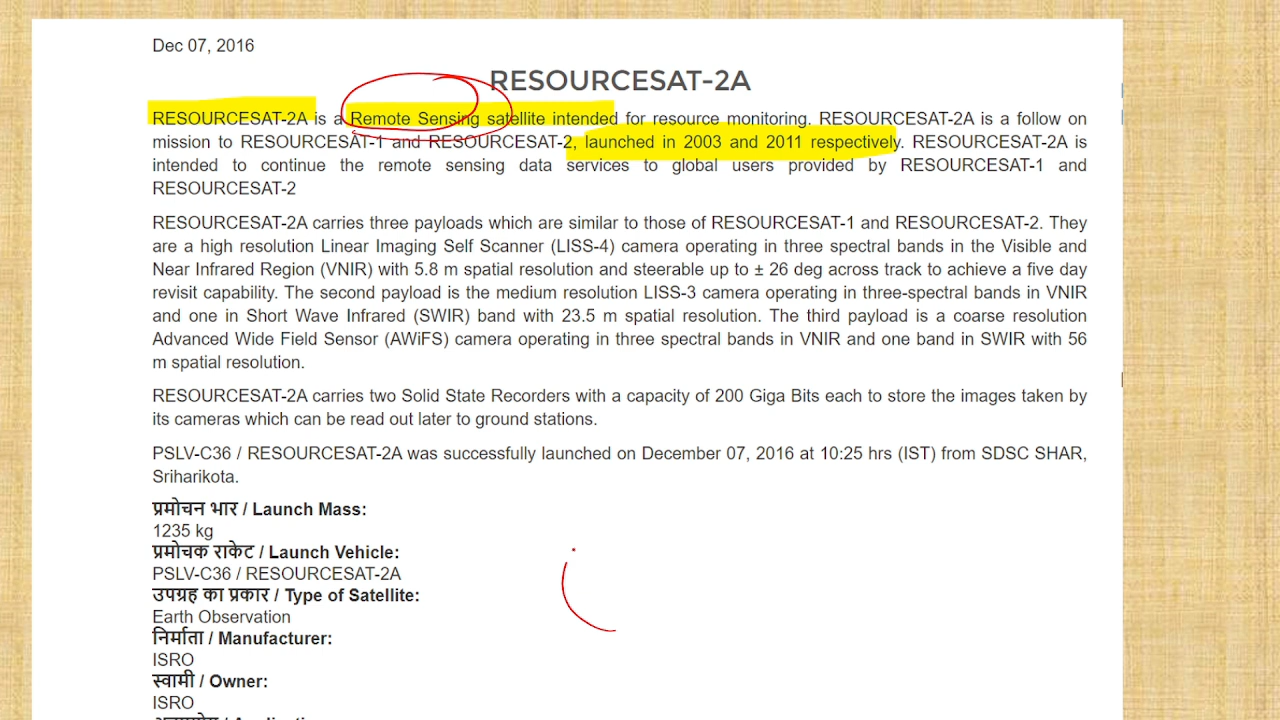 Dec 07, 2016
RESOURCESAT-2A
RESOURCESAT-2A is a Remote Sensing satellite intended for resource monitoring. RESOURCESAT-2A is a follow on
mission to RESOURCESAT-1 and RESOURCESAT-2, launched in 2003 and 2011 respectively. RESOURCESAT-2A is
intended to continue the remote sensing data services to global users provided by RESOURCESAT-1 and
RESOURCESAT-2
RESOURCESAT-2A carries three payloads which are similar to those of RESOURCESAT-1 and RESOURCESAT-2. They
are a high resolution Linear Imaging Self Scanner (LISS-4) camera operating in three spectral bands in the Visible and
Near Infrared Region (VNIR) with 5.8 m spatial resolution and steerable up to ± 26 deg across track to achieve a five day
revisit capability. The second payload is the medium resolution LISS-3 camera operating in three-spectral bands in VNIR
and one in Short Wave Infrared (SWIR) band with 23.5 m spatial resolution. The third payload is a coarse resolution
Advanced Wide Field Sensor (AWiFS) camera operating in three spectral bands in VNIR and one band in SWIR with 56
m spatial resolution.
RESOURCESAT-2A carries two Solid State Recorders with a capacity of 200 Giga Bits each to store the images taken by
its cameras which can be read out later to ground stations.
PSLV-C36 / RESOURCESAT-2A was successfully launched on December 07, 2016 at 10:25 hrs (IST) from SDSC SHAR,
Sriharikota.
प्रमोचन भार / Launch Mass:
1235 kg
प्रमोचक राकेट / Launch Vehicle:
PSLV-C36 / RESOURCESAT-2A
उपग्रह का प्रकार / Type of Satellite:
Earth Observation
निर्माता / Manufacturer:
ISRO
स्वामी / Owner:
ISRO